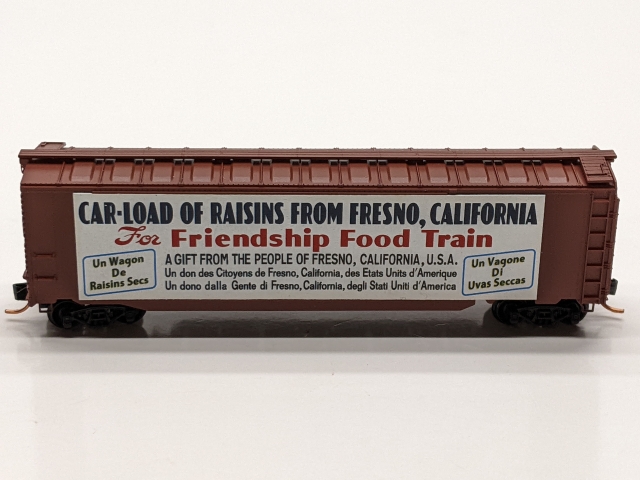 CAR-LOAD OF RAISINS FROM FRESNO, CALIFORNIA
For Friendship Food Train
A GIFT FROM THE PEOPLE OF FRESNO, CALIFORNIA, U.S.A.
Un don des Citoyens de Fresno, California, des Etats Units d'Amerique
Un dono dalla Gente di Fresno, California, degli Stati Uniti d'America
Un Wagon
De
Raisins Secs
Un Vagone
Di
Uvas Seccas